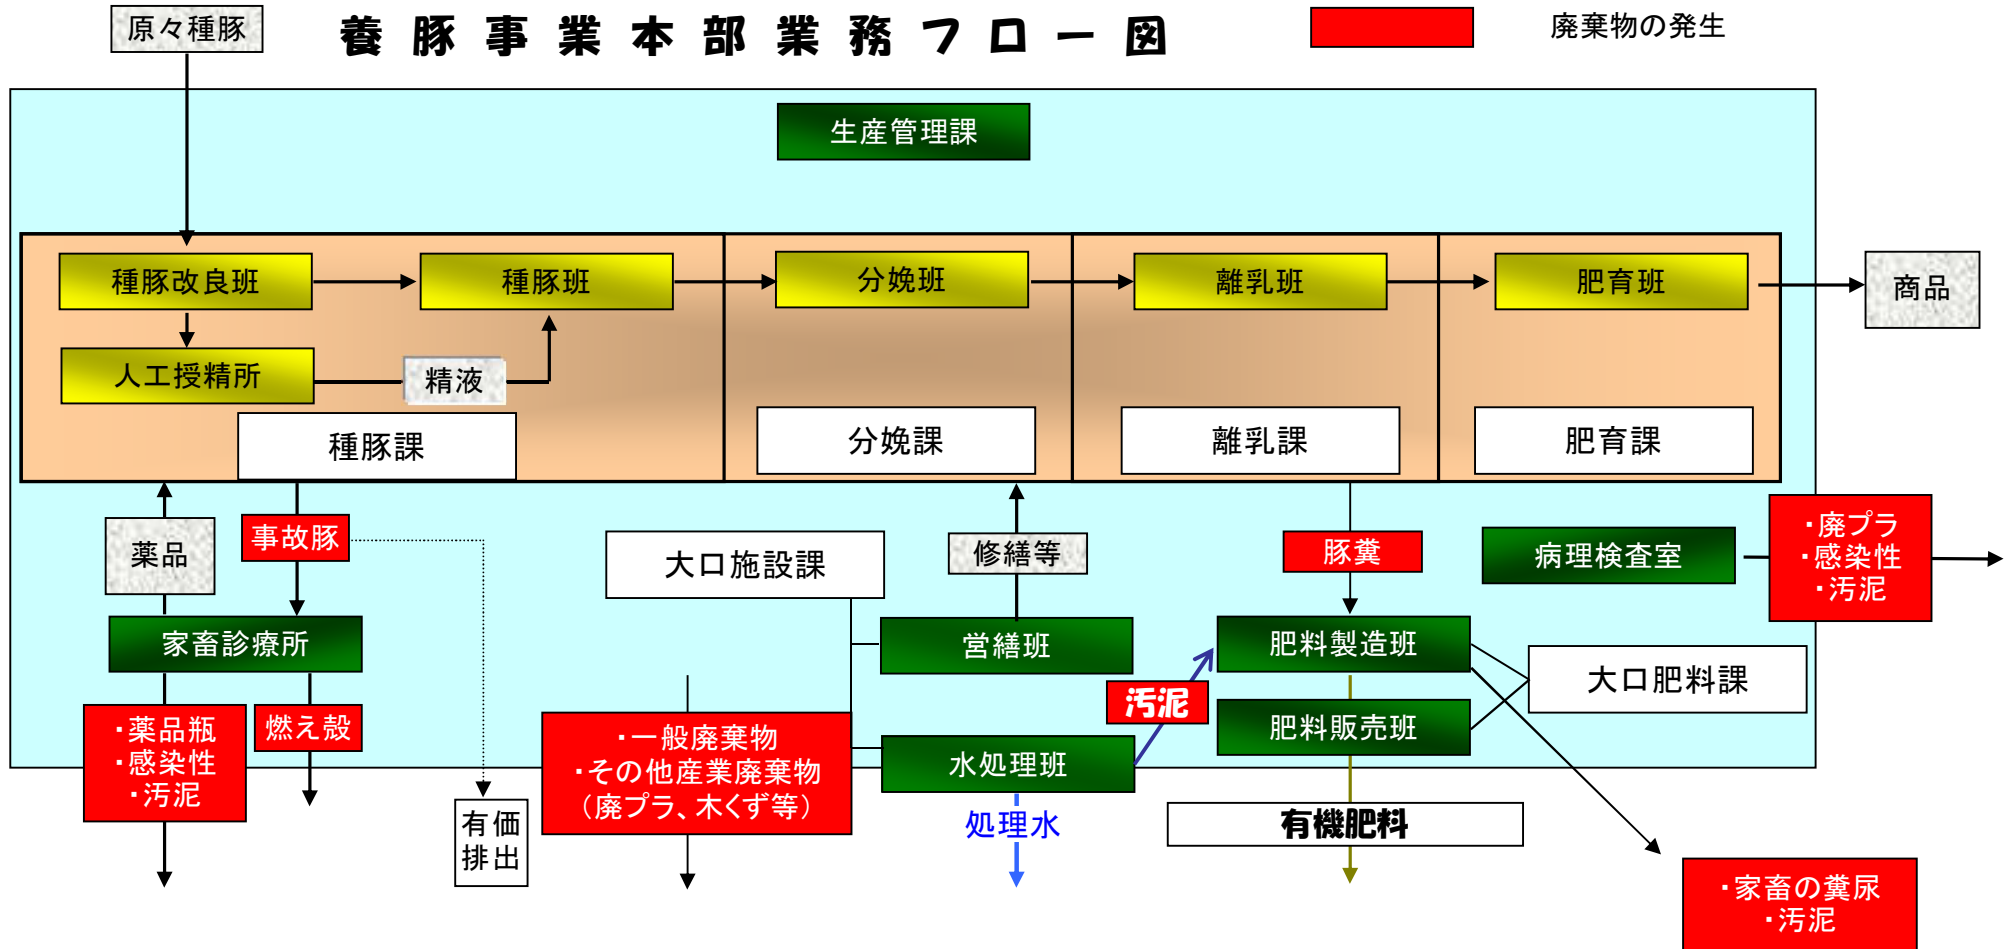 原々種豚
養豚事業本部業務フロー図
廃棄物の発生
生産管理課
種豚改良班
種豚班
分娩班
離乳班
肥育班
商品
人工授精所
精液
種豚課
分娩課
離乳課
肥育課
薬品
事故豚
大口施設課
修繕等
豚糞
病理検査室
・廃プラ
・感染性
・汚泥
家畜診療所
営繕班
肥料製造班
大口肥料課
汚泥
・薬品瓶
・感染性
・汚泥
燃え殻
・一般廃棄物
・その他産業廃棄物
（廃プラ、木くず等）
肥料販売班
水処理班
有価
排出
処理水
有機肥料
・家畜の糞尿
・汚泥